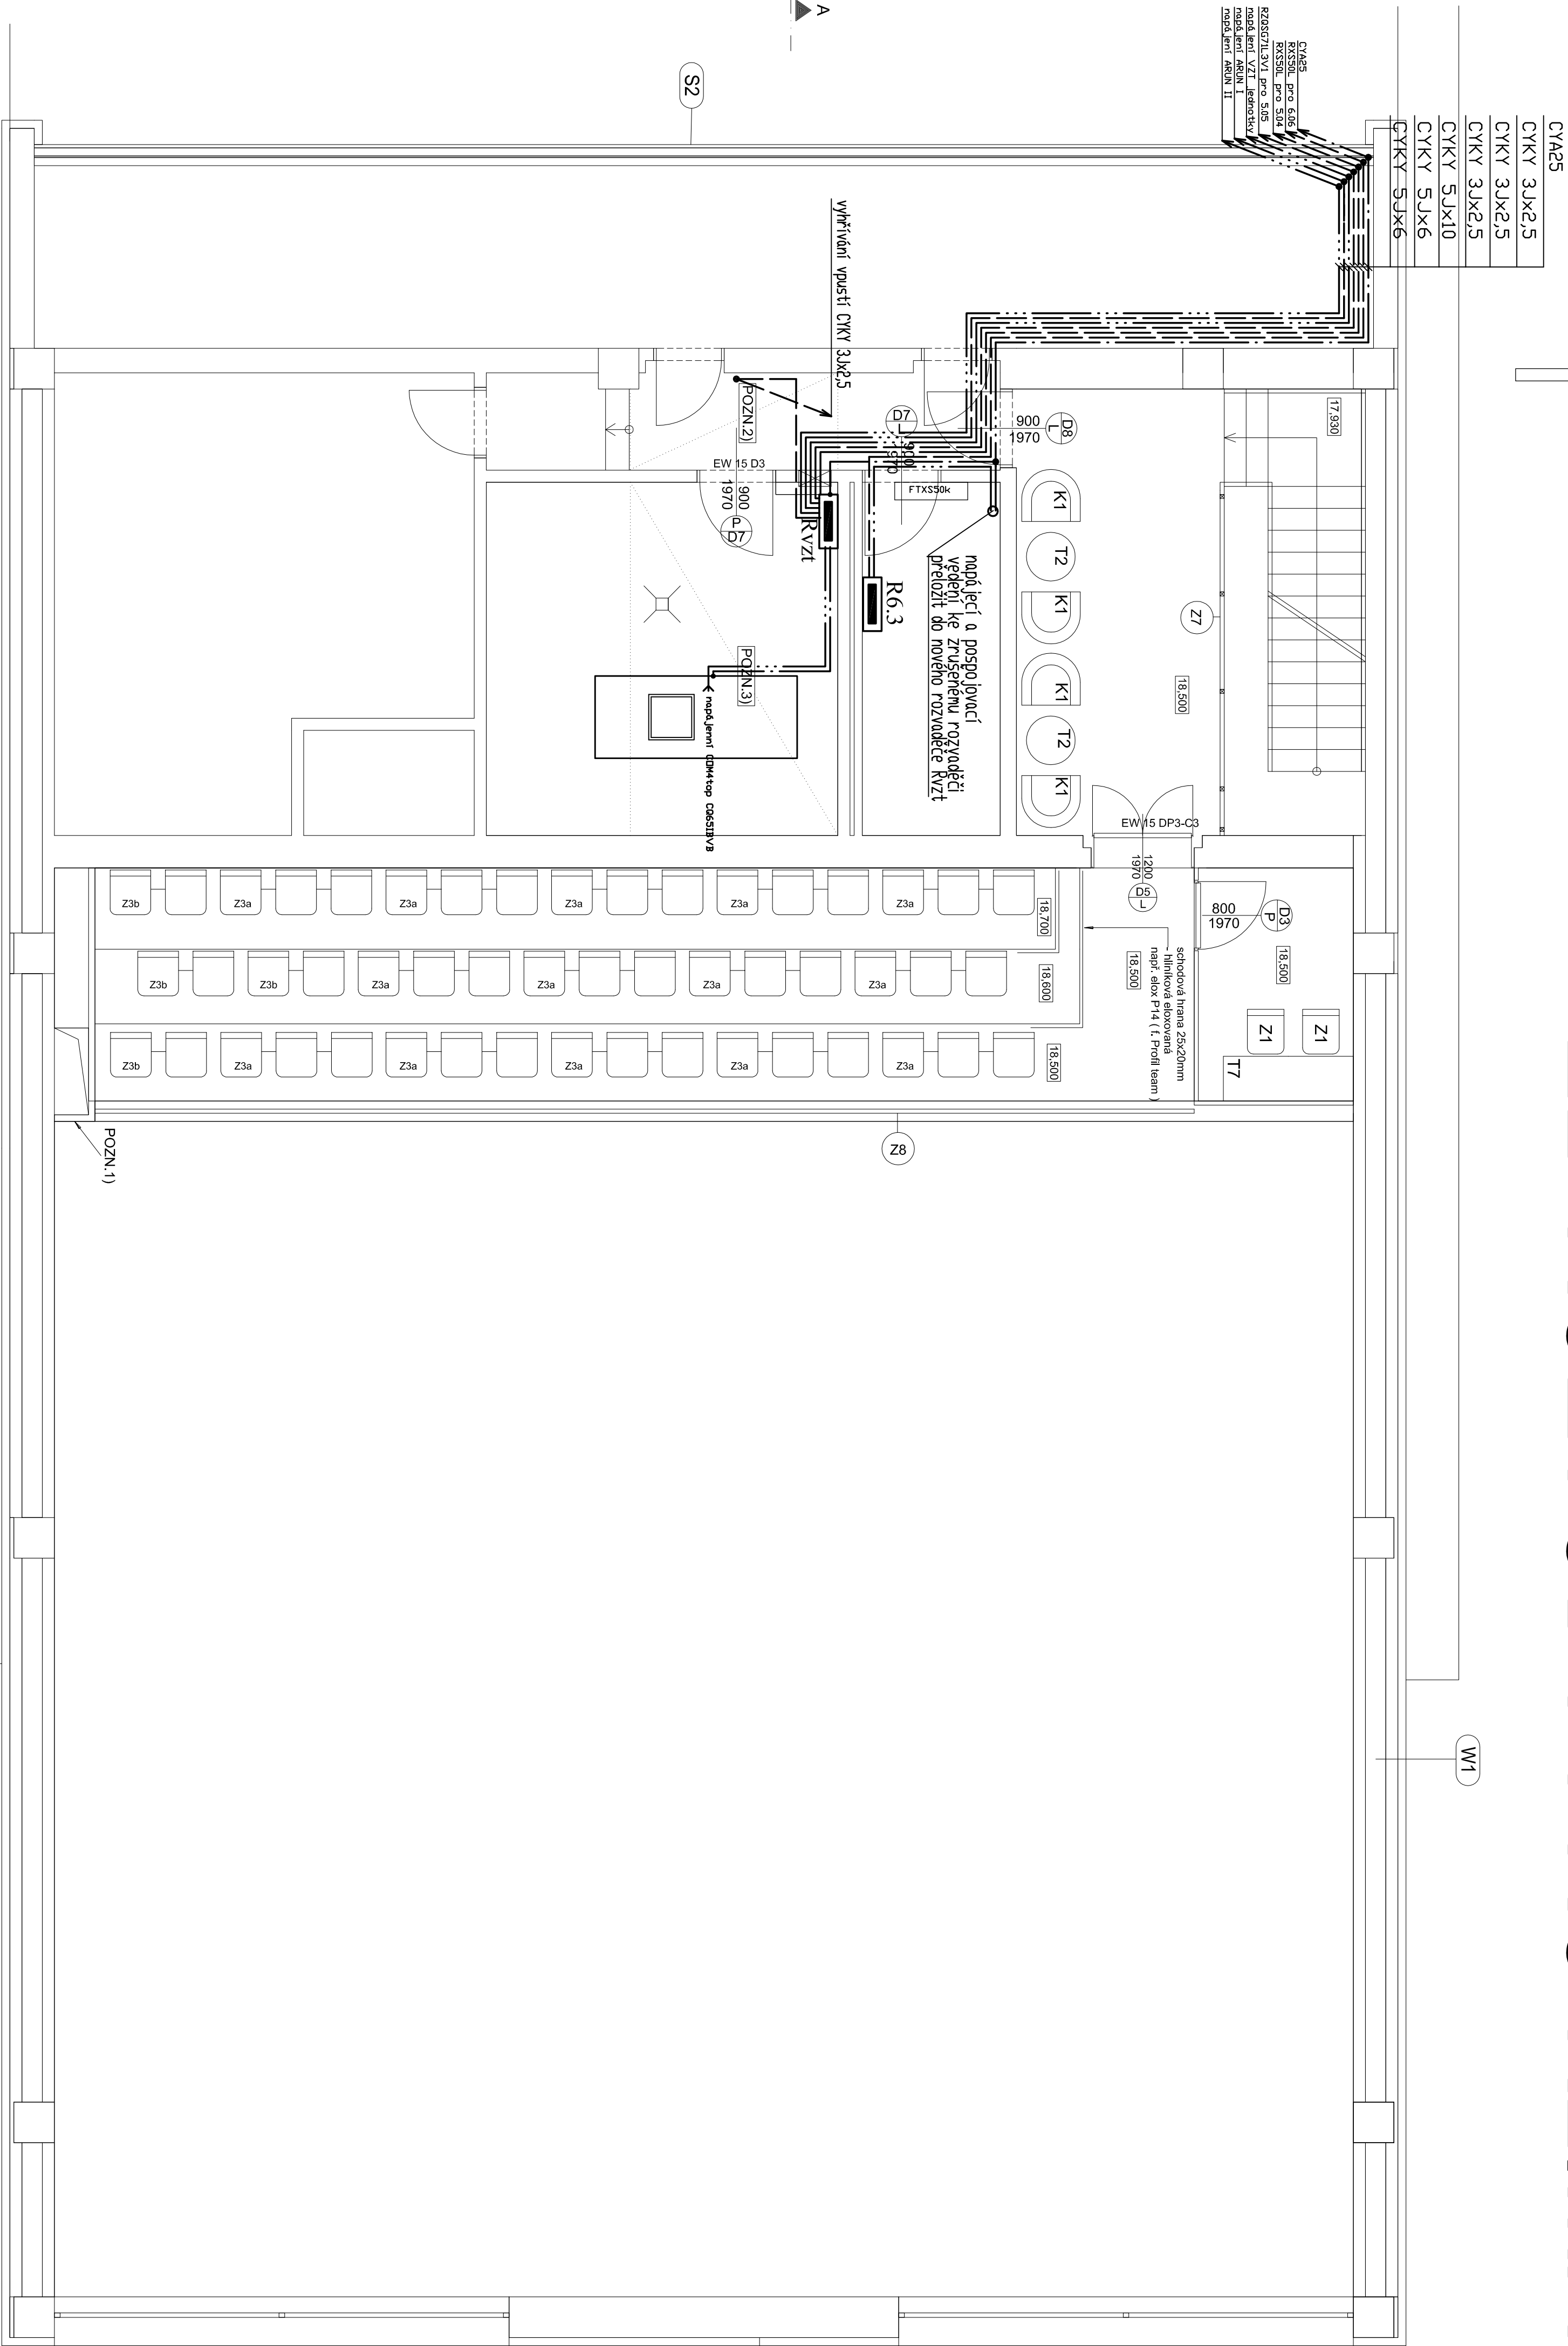 CYA25
CYKY 3Jx2,5
CYKY 3Jx2,5
CYKY 3Jx2,5
CYKY 5Jx10
CYKY 5Jx6
CYKY 5Jx6
CYA25
RXS50L pro 6.06
RXS50L pro 5.04
RZQSG71L3V1 pro 5.05
napájení VZT jednotky
napájení ARUN I
napájení ARUN II
A
S2
vyhřívání vpustí CYKY 3Jx2,5
17,930
D8
L
900
1970
D7
L
900
1970
POZN.2)
EW 15 D3
900
1970
P
D7
FTXS50k
Rvzt
R6.3
napájecí a pospojovací
vedení ke zrušenému rozvaděči
přeložit do nového rozvaděče Rvzt
POZN.3)
napájenní COM4top CQ65IBVB
K1
T2
K1
K1
T2
K1
Z7
18,500
EW 15 DP3-C3
1200
1970
D5
L
D3
P
800
1970
18,500
18,500
Z1
Z1
T7
schodová hrana 25x20mm
- hliníková eloxovaná
např. elox P14 ( f. Profil team )
18,700
18,600
18,500
Z3b
Z3a
Z3a
Z3a
Z3a
Z3a
Z3b
Z3b
Z3a
Z3a
Z3a
Z3a
Z3b
Z3a
Z3a
Z3a
Z3a
Z3a
POZN.1)
Z8
W1